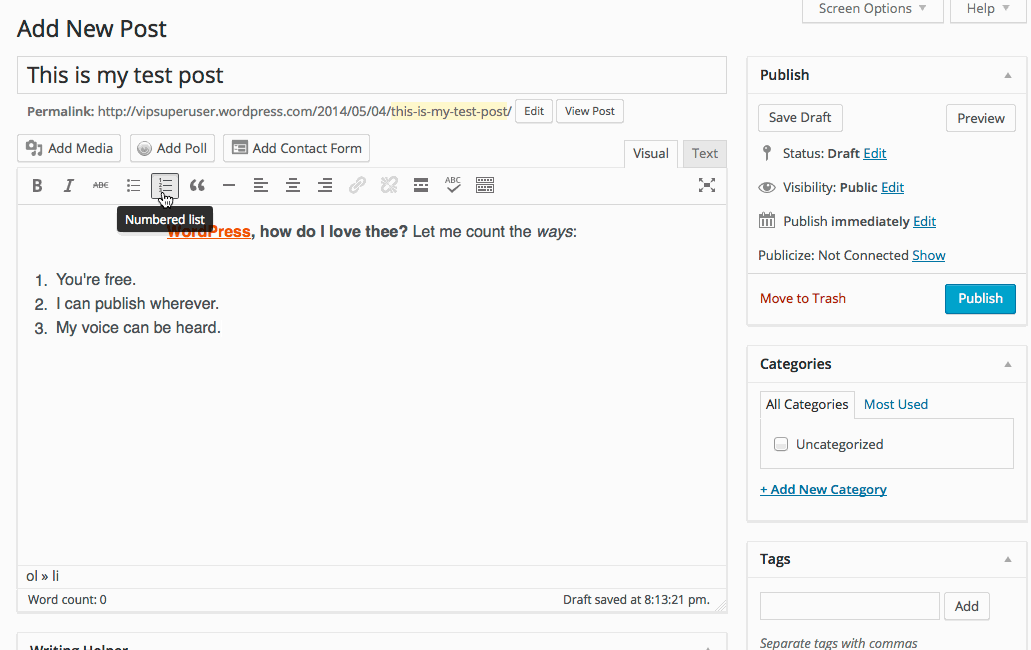 Screen Options
Help
Add New Post
This is my test post
Permalink: http://vipsuperuser.wordpress.com/2014/05/04/this-is-my-test-post/ Edit View Post
Add Media Add Poll Add Contact Form
Visual Text
B I ABC ABC
Numbered list
WordPress, how do I love thee? Let me count the ways:
1. You're free.
2. I can publish wherever.
3. My voice can be heard.
ol » li
Word count: 0 Draft saved at 8:13:21 pm.
Writing Helper
Publish
Save Draft Preview
Status: Draft Edit
Visibility: Public Edit
Publish immediately Edit
Publicize: Not Connected Show
Move to Trash Publish
Categories
All Categories Most Used
Uncategorized
+ Add New Category
Tags
Add
Separate tags with commas